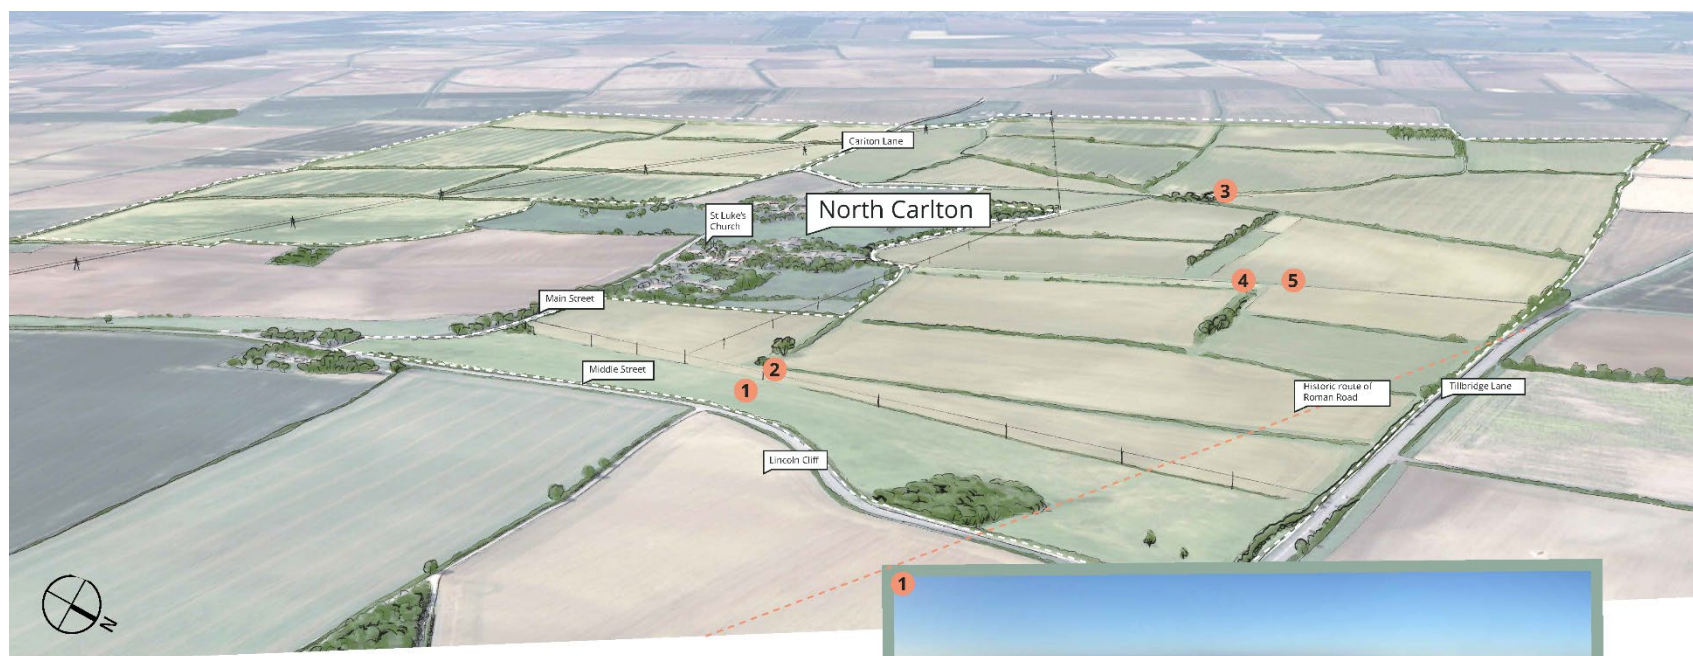 Carlton Lane
3
North Carlton
St Luke's
Church
4
5
Main Street
2
Middle Street
1
Historic route of
Roman Road
Tillbridge Lane
Lincoln Cliff
1
N